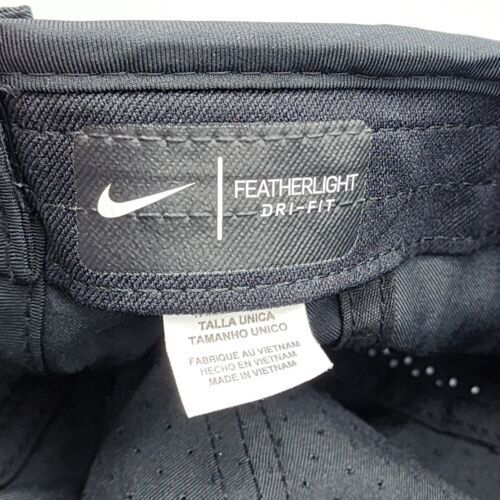 FEATHERLIGHT
DRI-FIT
TALLA UNICA
TAMANHO UNICO
FABRIQUE AU VIETNAM
HECHO EN VIETNAM
MADE IN VIETNAM